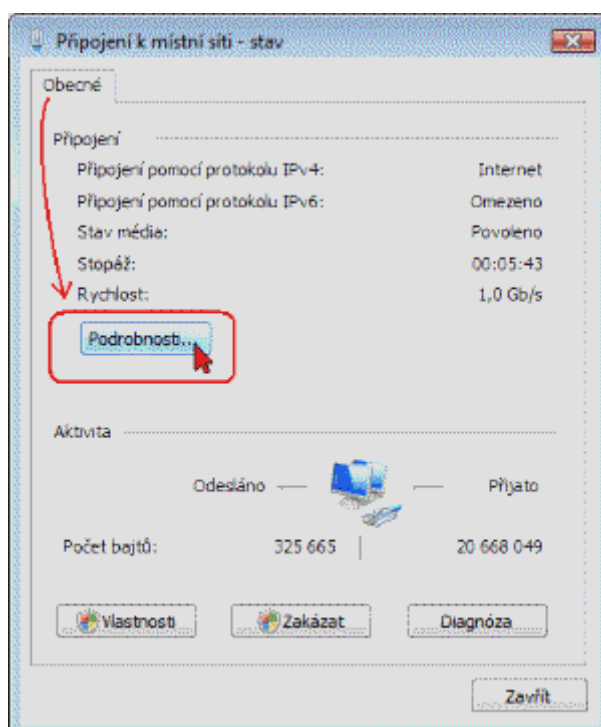 Připojení k místní síti - stav
Obecné
Připojení
Připojení pomocí protokolu IPv4: Internet
Připojení pomocí protokolu IPv6: Omezeno
Stav média: Povoleno
Stopáž: 00:05:43
Rychlost: 1,0 Gb/s
Podrobnosti...
Aktivita
Odesláno Přijato
Počet bajtů: 325 665 20 668 049
Vlastnosti Zakázat Diagnóza
Zavřít